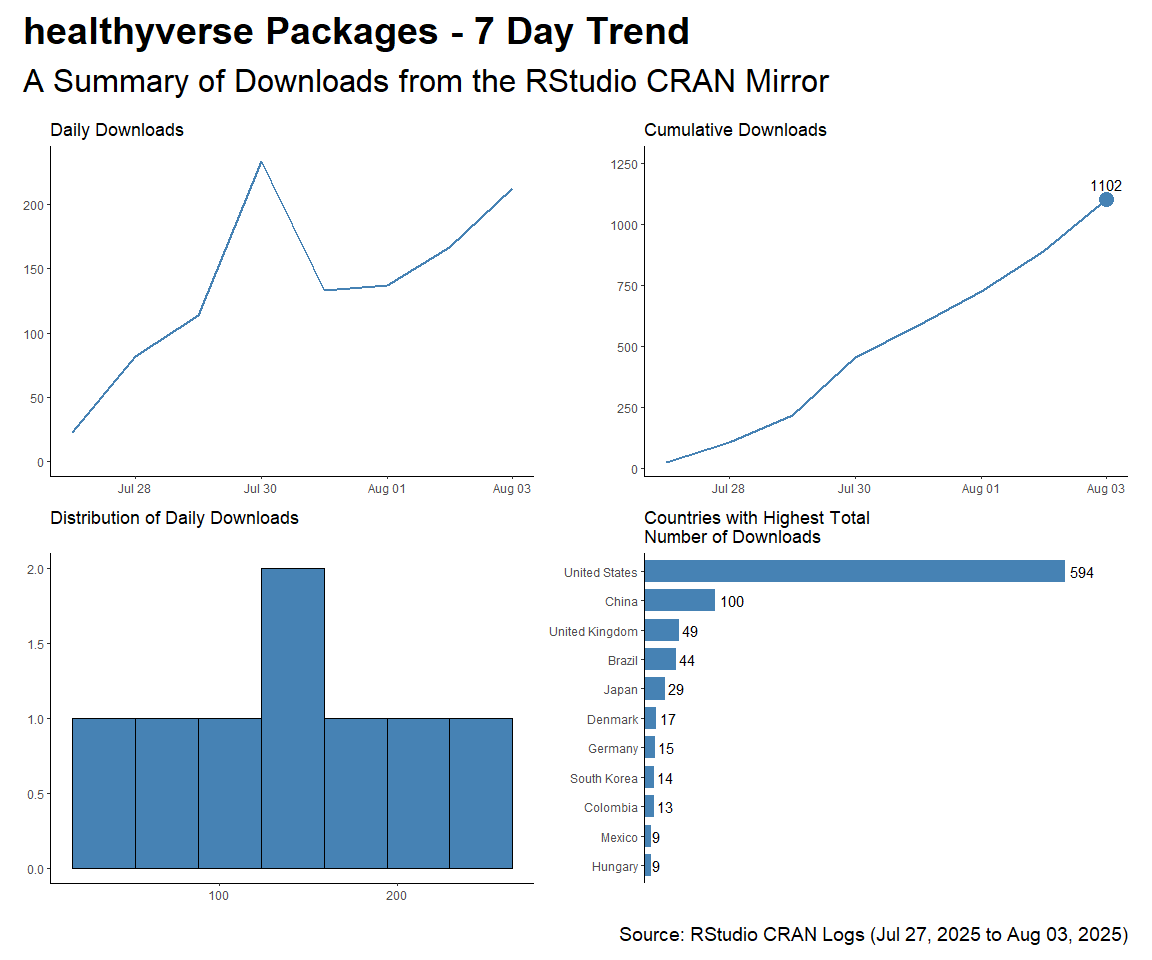 healthyverse Packages - 7 Day Trend
A Summary of Downloads from the RStudio CRAN Mirror
Daily Downloads
200
150
100
50
0
Jul 28
Jul 30
Aug 01
Aug 03
Cumulative Downloads
1250
1000
750
500
250
0
1102
Jul 28
Jul 30
Aug 01
Aug 03
Distribution of Daily Downloads
2.0
1.5
1.0
0.5
0.0
100
200
Countries with Highest Total
Number of Downloads
United States 594
China 100
United Kingdom 49
Brazil 44
Japan 29
Denmark 17
Germany 15
South Korea 14
Colombia 13
Mexico 9
Hungary 9
Source: RStudio CRAN Logs (Jul 27, 2025 to Aug 03, 2025)